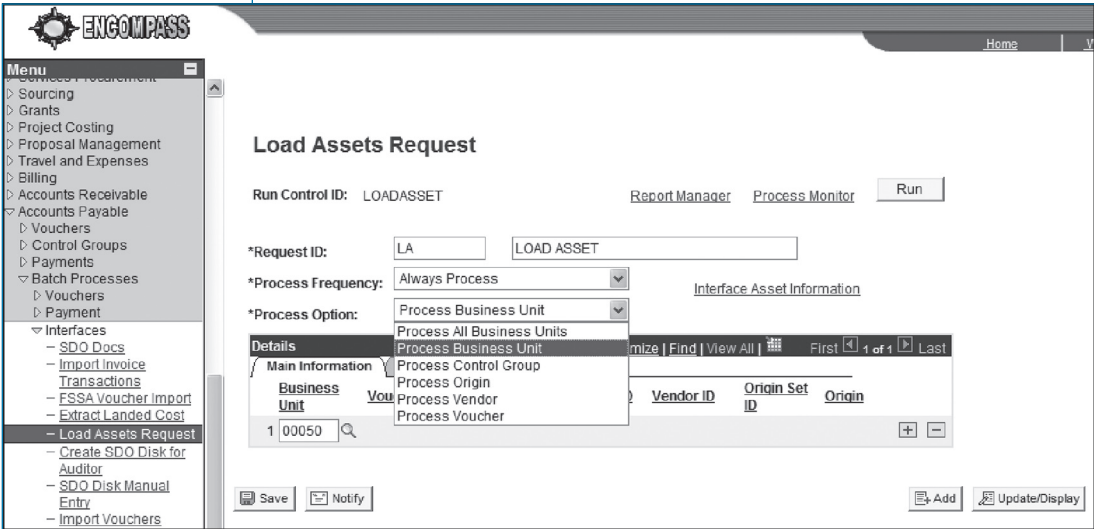 ENCOMPASS
Home
Menu
Services Procurement
Sourcing
Grants
Project Costing
Proposal Management
Travel and Expenses
Billing
Accounts Receivable
Accounts Payable
Vouchers
Control Groups
Payments
Batch Processes
Vouchers
Payment
Interfaces
SDO Docs
Import Invoice
Transactions
FSSA Voucher Import
Extract Landed Cost
Load Assets Request
Create SDO Disk for
Auditor
SDO Disk Manual
Entry
Import Vouchers
Load Assets Request
Run Control ID: LOADASSET Report Manager Process Monitor Run
*Request ID: LA LOAD ASSET
*Process Frequency: Always Process Interface Asset Information
*Process Option: Process Business Unit
Process All Business Units
Process Business Unit
Process Control Group
Process Origin
Process Vendor
Process Voucher
Details mize | Find | View All | First 1 of 1 Last
Main Information
Business Unit Vou Vendor ID Origin Set ID Origin
1 00050
Save Notify Add Update/Display